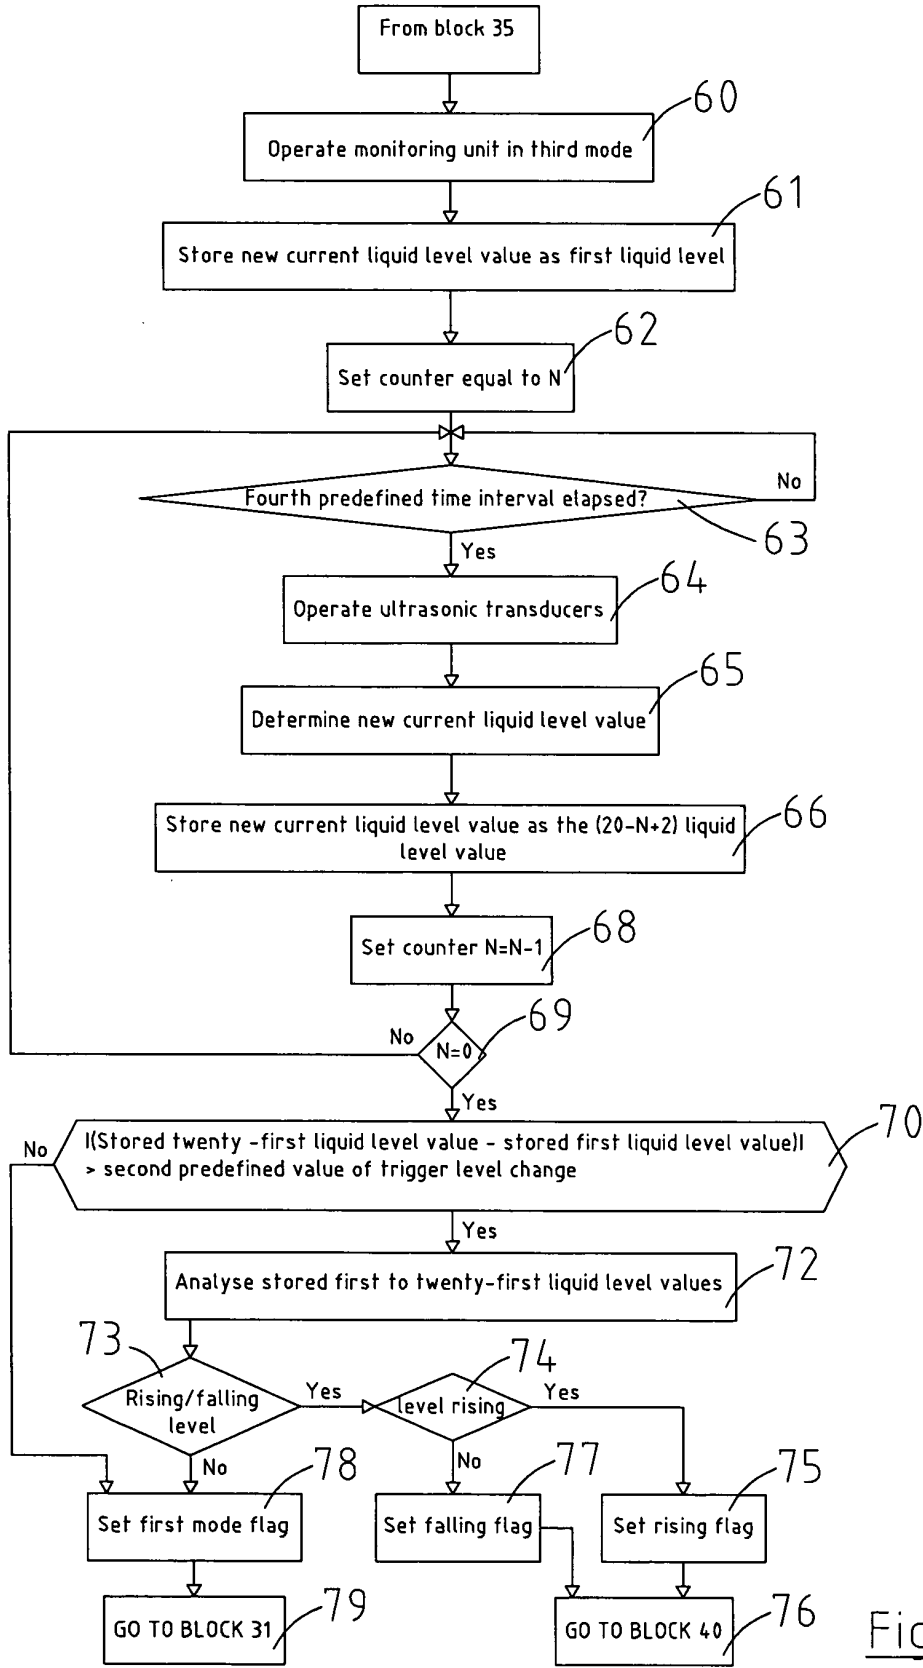 From block 35
60
Operate monitoring unit in third mode
61
Store new current liquid level value as first liquid level
62
Set counter equal to N
No
Fourth predefined time interval elapsed?
63
Yes
64
Operate ultrasonic transducers
65
Determine new current liquid level value
66
Store new current liquid level value as the (20-N+2) liquid
level value
68
Set counter N=N-1
69
No
N=0
Yes
70
|(Stored twenty -first liquid level value - stored first liquid level value)|
No
> second predefined value of trigger level change
Yes
72
Analyse stored first to twenty-first liquid level values
73
74
Rising/falling
level
Yes
level rising
Yes
No
78
No
77
75
Set first mode flag
Set falling flag
Set rising flag
79
76
GO TO BLOCK 31
GO TO BLOCK 40
Fig